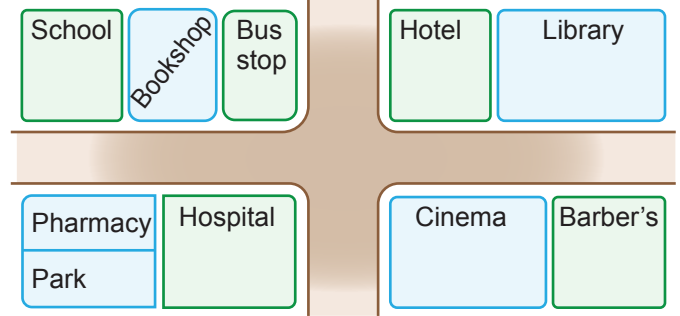 School
Bookshop
Bus
stop
Hotel
Library
Pharmacy
Park
Hospital
Cinema
Barber’s